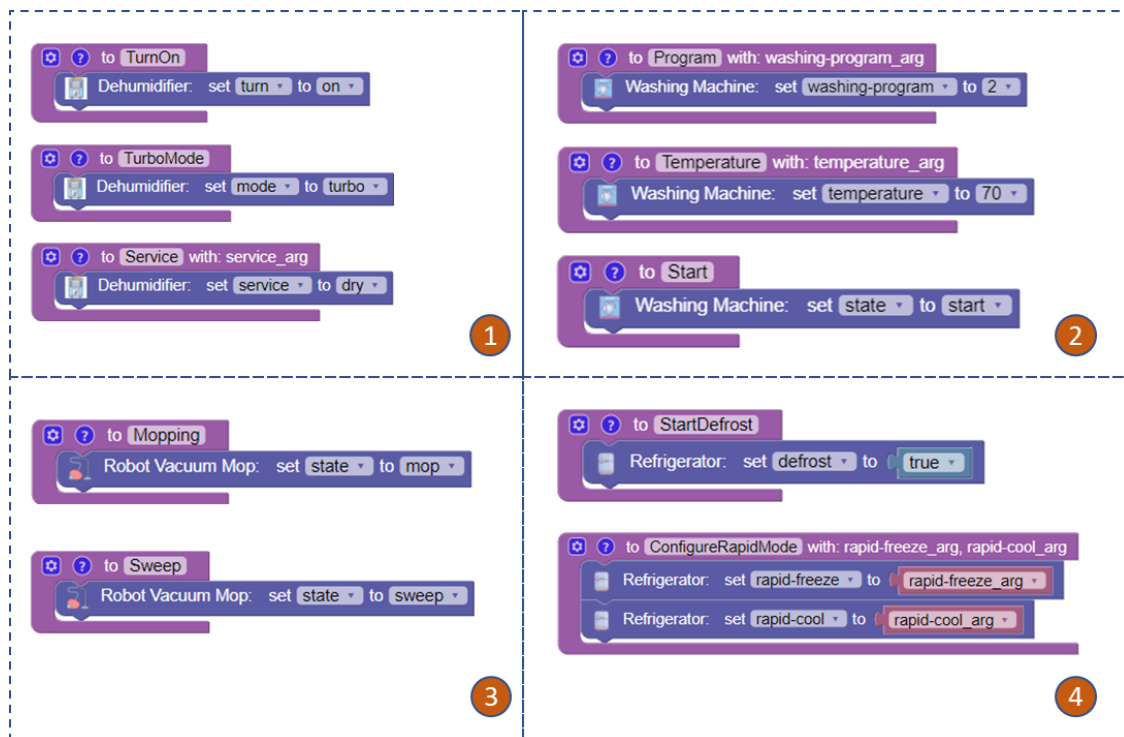 ? to TurnOn
Dehumidifier: set turn to on
? to TurboMode
Dehumidifier: set mode to turbo
? to Service with: service_arg
Dehumidifier: set service to dry
1
? to Program with: washing-program_arg
Washing Machine: set washing-program to 2
? to Temperature with: temperature_arg
Washing Machine: set temperature to 70
? to Start
Washing Machine: set state to start
2
? to Mopping
Robot Vacuum Mop: set state to mop
? to Sweep
Robot Vacuum Mop: set state to sweep
3
? to StartDefrost
Refrigerator: set defrost to true
? to ConfigureRapidMode with: rapid-freeze_arg, rapid-cool_arg
Refrigerator: set rapid-freeze to rapid-freeze_arg
Refrigerator: set rapid-cool to rapid-cool_arg
4